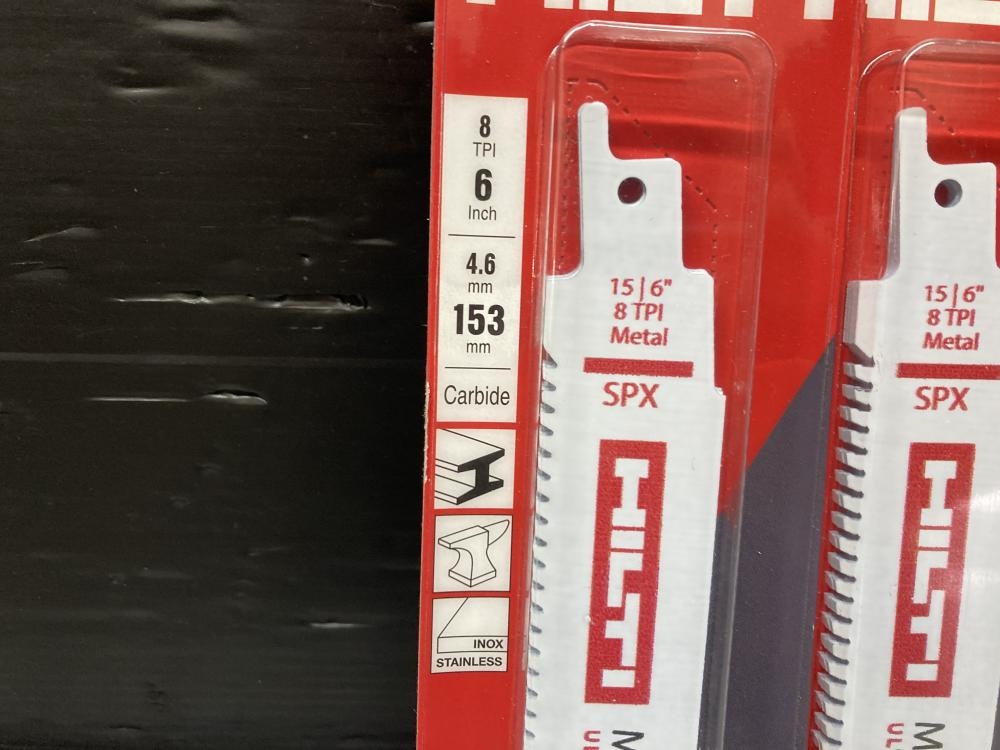 8
TPI
6
Inch
4.6
mm
153
mm
Carbide
INOX
STAINLESS
15 | 6"
8 TPI
Metal
SPX
HILTI
15 | 6"
8 TPI
Metal
SPX
HILTI